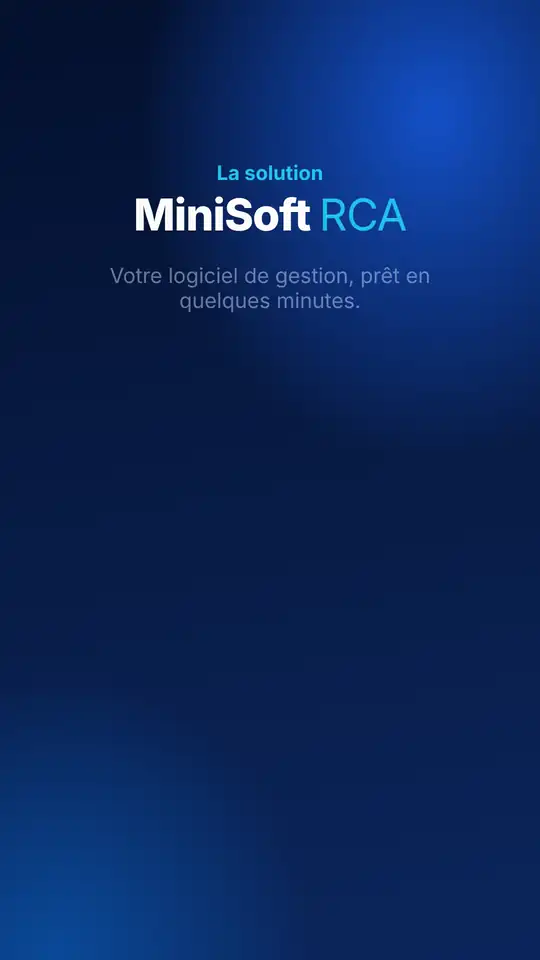 La solution
MiniSoft RCA
Votre logiciel de gestion, prêt en
quelques minutes.